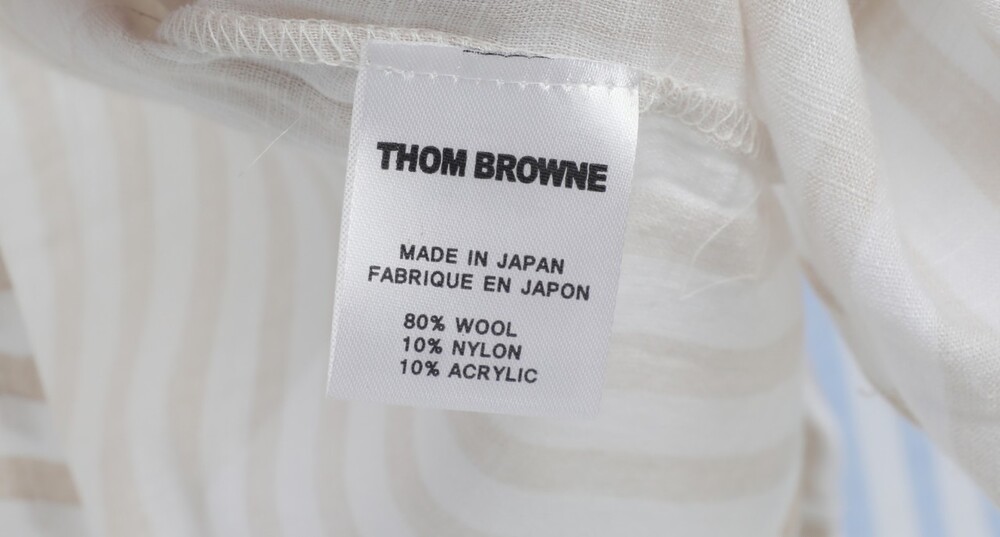 THOM BROWNE
MADE IN JAPAN
FABRIQUE EN JAPON
80% WOOL
10% NYLON
10% ACRYLIC